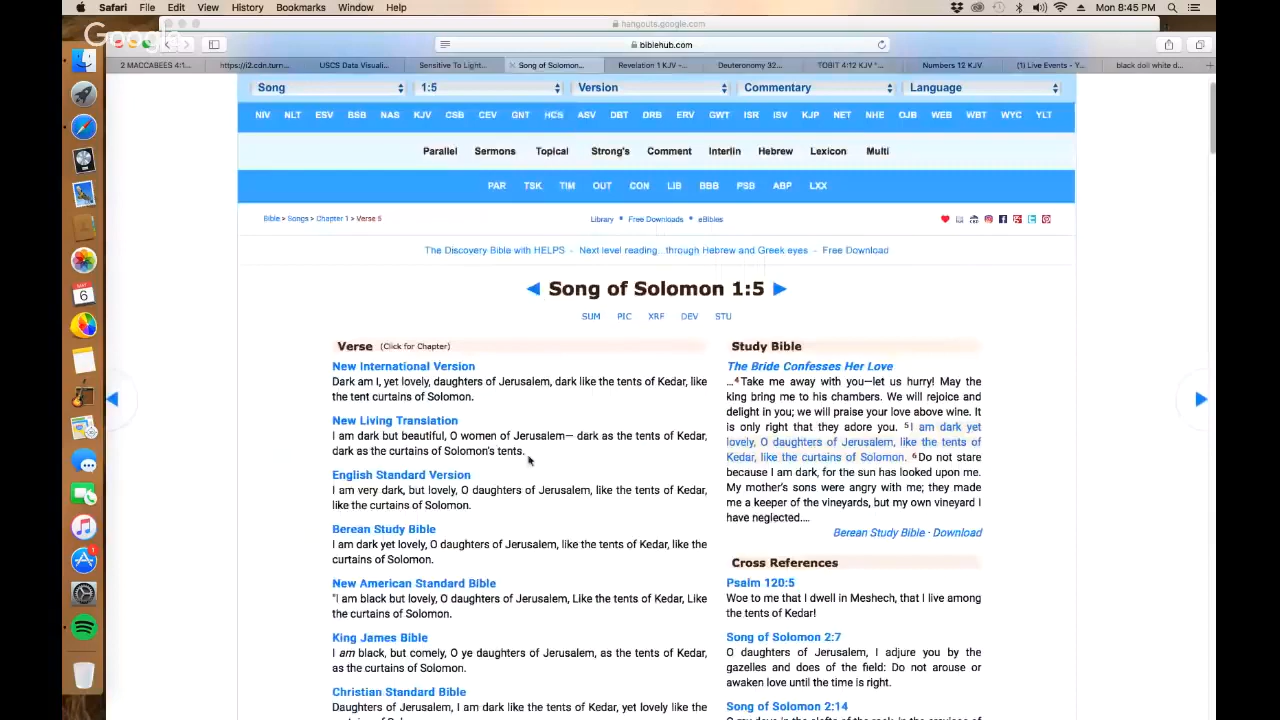 Safari File Edit View History Bookmarks Window Help
Mon 8:45 PM
Google
hangouts.google.com
biblehub.com
2 MACCABEES 4:1... https://i2.cdn.turn... USCS Data Visuali... Sensitive To Light... Song of Solomon... Revelation 1 KJV -... Deuteronomy 32... TOBIT 4:12 KJV "... Numbers 12 KJV (1) Live Events - Y... black doll white d...
Song 1:5 Version Commentary Language
NIV NLT ESV BSB NAS KJV CSB CEV GNT HCS ASV DBT DRB ERV GWT ISR ISV KJP NET NHE OJB WEB WBT WYC YLT
Parallel Sermons Topical Strong's Comment Interlin Hebrew Lexicon Multi
PAR TSK TIM OUT CON LIB BBB PSB ABP LXX
Bible > Songs > Chapter 1 > Verse 5
Library • Free Downloads • eBibles
The Discovery Bible with HELPS - Next level reading...through Hebrew and Greek eyes - Free Download
◄ Song of Solomon 1:5 ►
SUM PIC XRF DEV STU
Verse (Click for Chapter)
New International Version
Dark am I, yet lovely, daughters of Jerusalem, dark like the tents of Kedar, like
the tent curtains of Solomon.
New Living Translation
I am dark but beautiful, O women of Jerusalem— dark as the tents of Kedar,
dark as the curtains of Solomon's tents.
English Standard Version
I am very dark, but lovely, O daughters of Jerusalem, like the tents of Kedar,
like the curtains of Solomon.
Berean Study Bible
I am dark yet lovely, O daughters of Jerusalem, like the tents of Kedar, like the
curtains of Solomon.
New American Standard Bible
"I am black but lovely, O daughters of Jerusalem, Like the tents of Kedar, Like
the curtains of Solomon.
King James Bible
I am black, but comely, O ye daughters of Jerusalem, as the tents of Kedar,
as the curtains of Solomon.
Christian Standard Bible
Daughters of Jerusalem, I am dark like the tents of Kedar, yet lovely like the
Study Bible
The Bride Confesses Her Love
...4Take me away with you—let us hurry! May the
king bring me to his chambers. We will rejoice and
delight in you; we will praise your love above wine. It
is only right that they adore you. 5I am dark yet
lovely, O daughters of Jerusalem, like the tents of
Kedar, like the curtains of Solomon. 6Do not stare
because I am dark, for the sun has looked upon me.
My mother's sons were angry with me; they made
me a keeper of the vineyards, but my own vineyard I
have neglected....
Berean Study Bible · Download
Cross References
Psalm 120:5
Woe to me that I dwell in Meshech, that I live among
the tents of Kedar!
Song of Solomon 2:7
O daughters of Jerusalem, I adjure you by the
gazelles and does of the field: Do not arouse or
awaken love until the time is right.
Song of Solomon 2:14